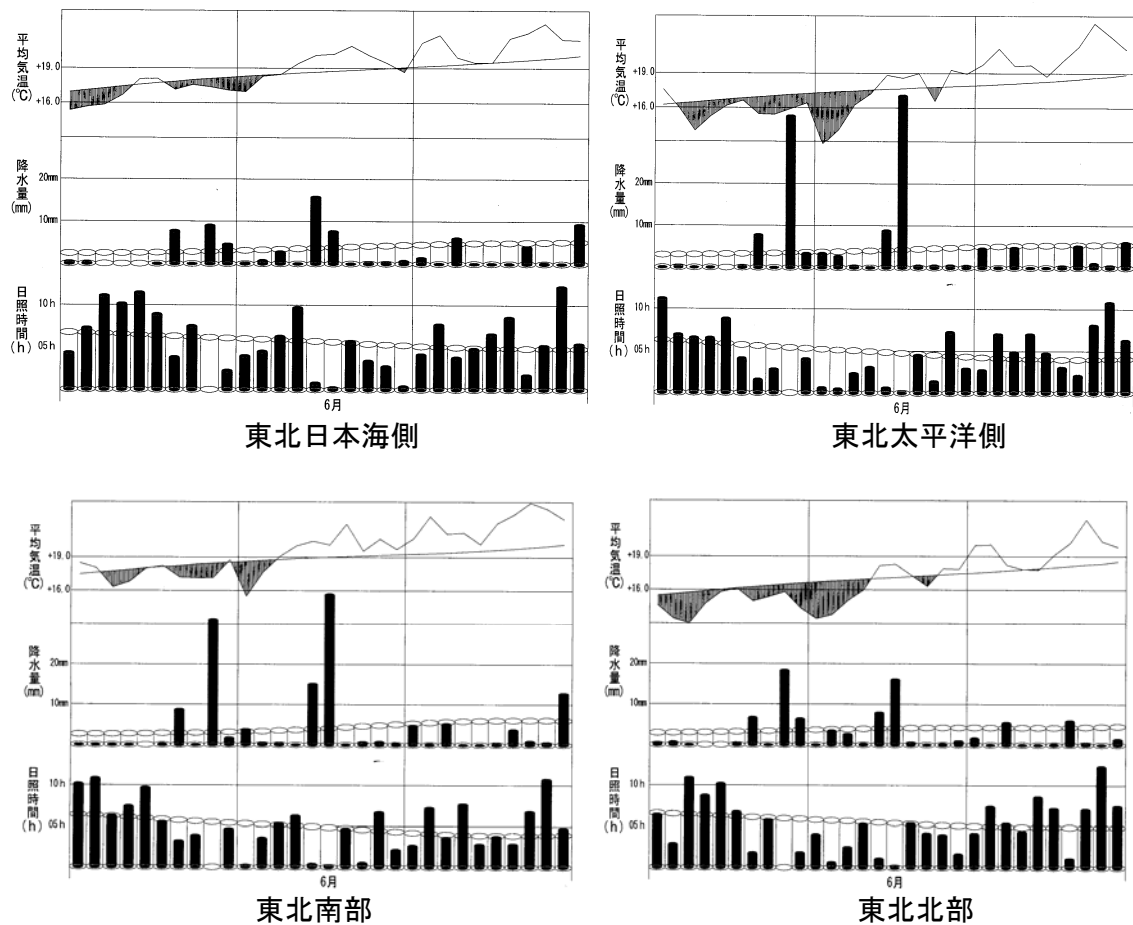 平均気温(℃)
+19.0
+16.0
降水量(mm)
20mm
10mm
日照時間(h)
10h
05h
6月
東北日本海側
平均気温(℃)
+19.0
+16.0
降水量(mm)
20mm
10mm
日照時間(h)
10h
05h
6月
東北太平洋側
平均気温(℃)
+19.0
+16.0
降水量(mm)
20mm
10mm
日照時間(h)
10h
05h
6月
東北南部
平均気温(℃)
+19.0
+16.0
降水量(mm)
20mm
10mm
日照時間(h)
10h
05h
6月
東北北部